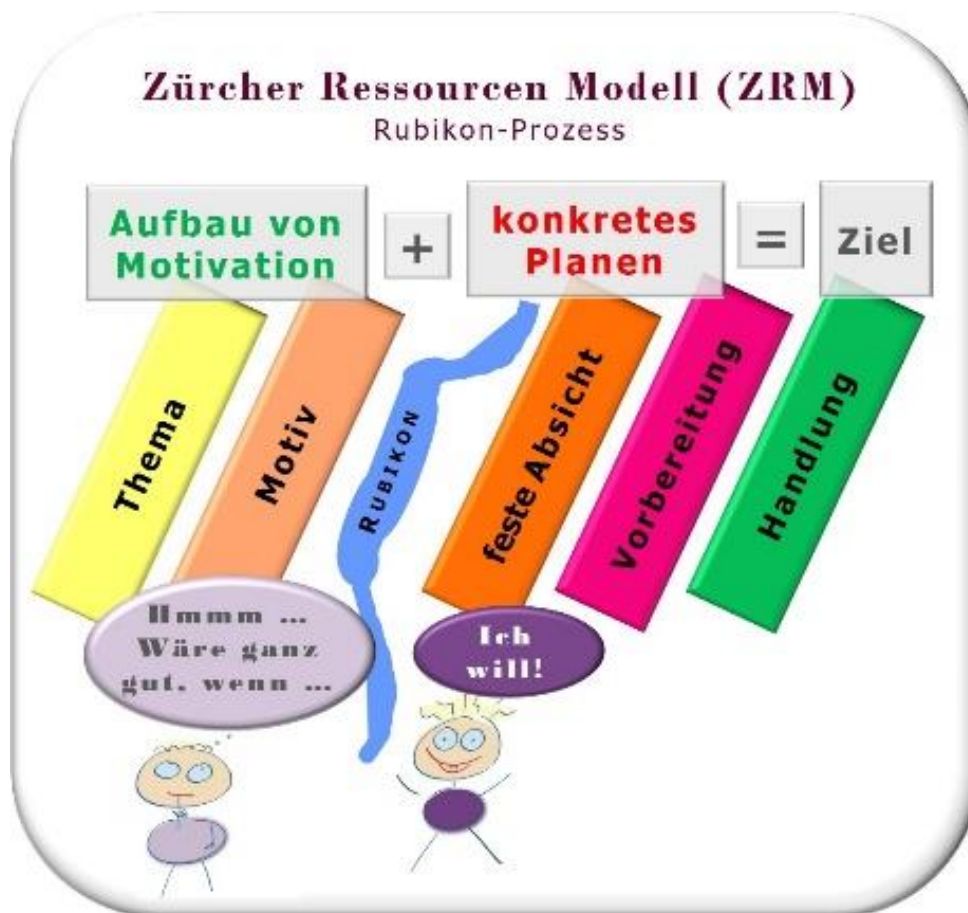 Zürcher Ressourcen Modell (ZRM)
Rubikon-Prozess
Aufbau von
Motivation
+
konkretes
Planen
=
Ziel
Thema
Motiv
RUBIKON
feste Absicht
Vorbereitung
Handlung
Hmmm ...
Wäre ganz
gut, wenn ...
Ich
will!